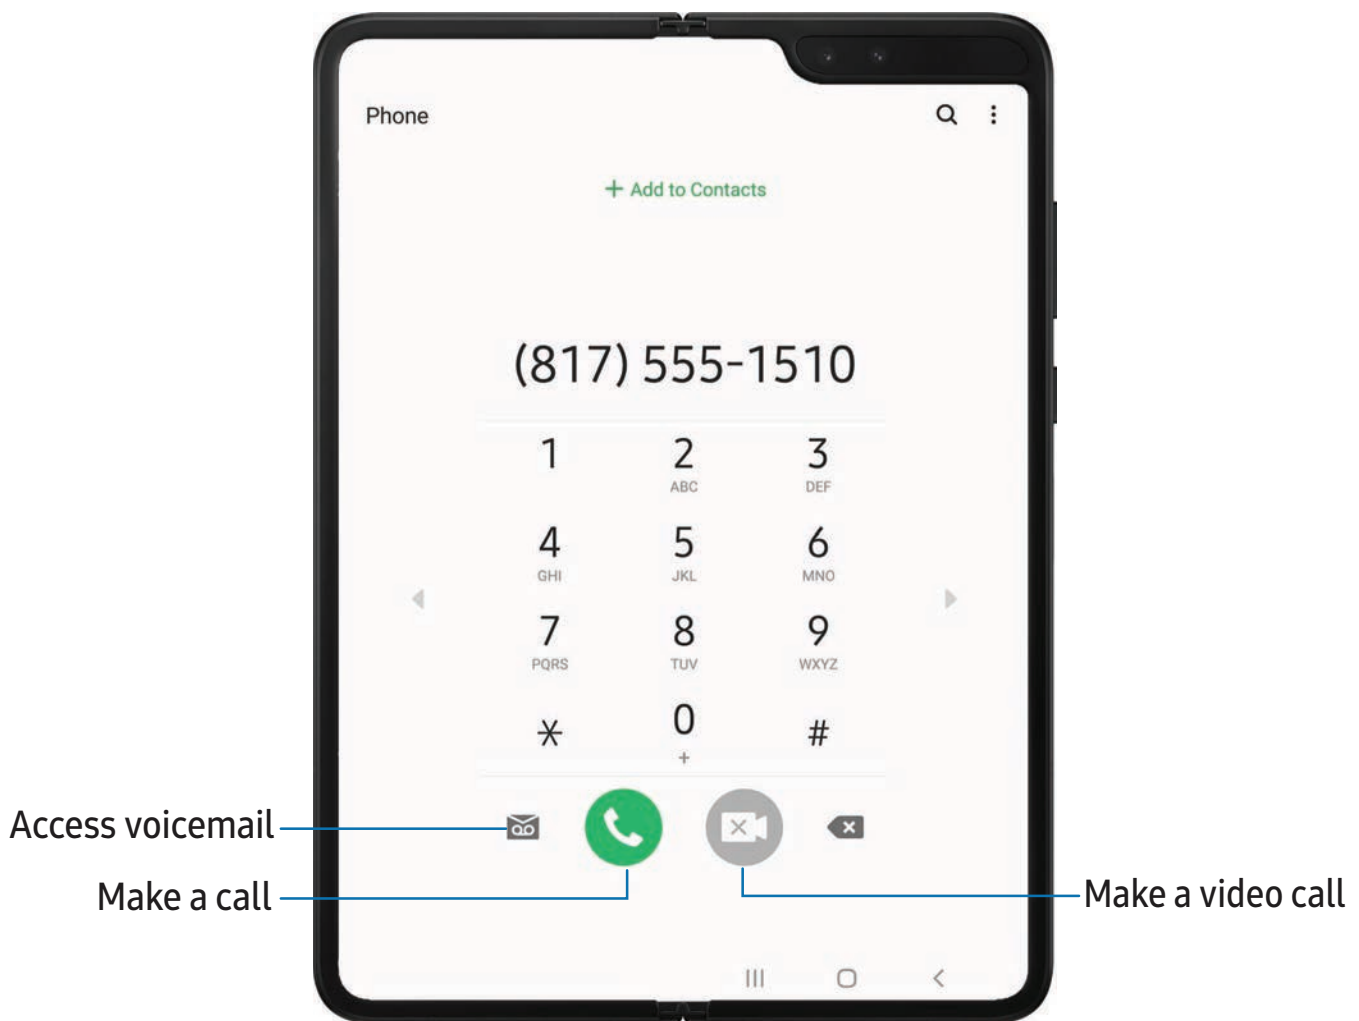 Phone
+ Add to Contacts
(817) 555-1510
1 2 3
ABC DEF
4 5 6
GHI JKL MNO
7 8 9
PQRS TUV WXYZ
* 0 #
+
Access voicemail
Make a call
Make a video call